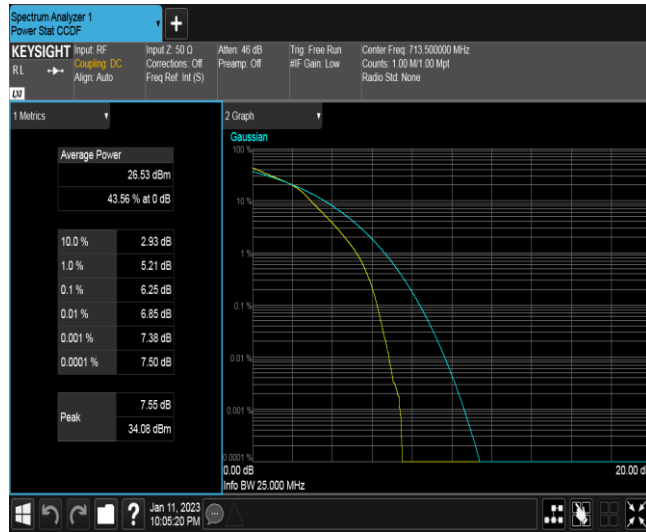 Spectrum Analyzer 1
Power Stat CCDF
+
KEYSIGHT
RL
LXI
Input: RF
Coupling: DC
Align: Auto
Input Z: 50 Ω
Corrections: Off
Freq Ref: Int (S)
Atten: 46 dB
Preamp: Off
Trig: Free Run
#IF Gain: Low
Center Freq: 713.500000 MHz
Counts: 1.00 M/1.00 Mpt
Radio Std: None
1 Metrics
Average Power
26.53 dBm
43.56 % at 0 dB
10.0 % 2.93 dB
1.0 % 5.21 dB
0.1 % 6.25 dB
0.01 % 6.85 dB
0.001 % 7.38 dB
0.0001 % 7.50 dB
Peak
7.55 dB
34.08 dBm
2 Graph
Gaussian
100 %
10 %
1 %
0.1 %
0.01 %
0.001 %
0.0001 %
0.00 dB
20.00 d
Info BW 25.000 MHz
?
Jan 11, 2023
10:05:20 PM